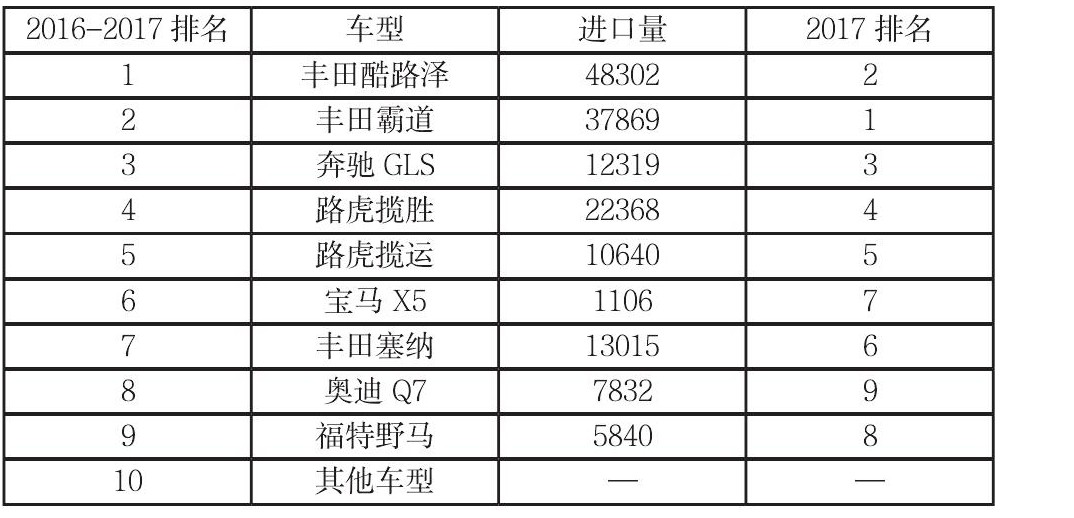 2016-2017 排名 车型 进口量 2017 排名
1 丰田酷路泽 48302 2
2 丰田霸道 37869 1
3 奔驰 GLS 12319 3
4 路虎揽胜 22368 4
5 路虎揽运 10640 5
6 宝马 X5 1106 7
7 丰田塞纳 13015 6
8 奥迪 Q7 7832 9
9 福特野马 5840 8
10 其他车型 — —